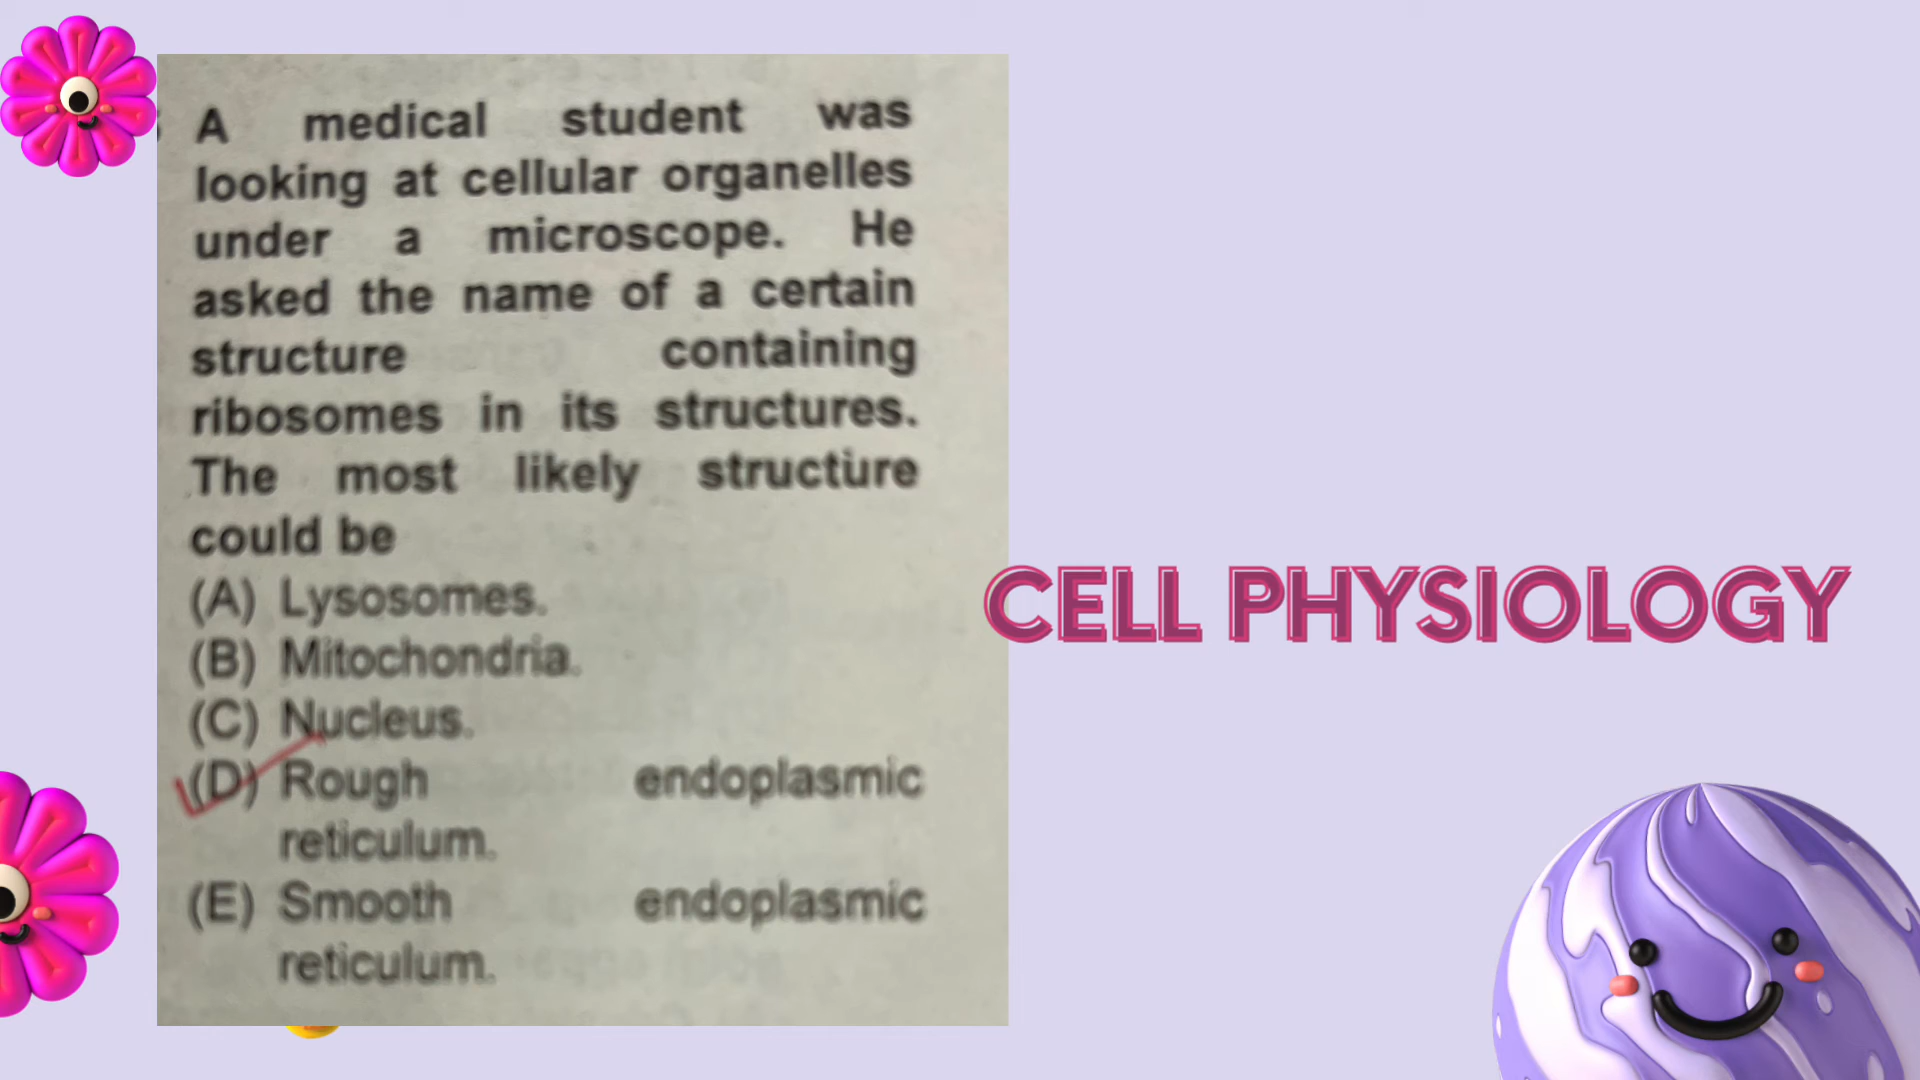 A medical student was
looking at cellular organelles
under a microscope. He
asked the name of a certain
structure containing
ribosomes in its structures.
The most likely structure
could be
(A) Lysosomes.
(B) Mitochondria.
(C) Nucleus.
(D) Rough endoplasmic
reticulum.
(E) Smooth endoplasmic
reticulum.
CELL PHYSIOLOGY